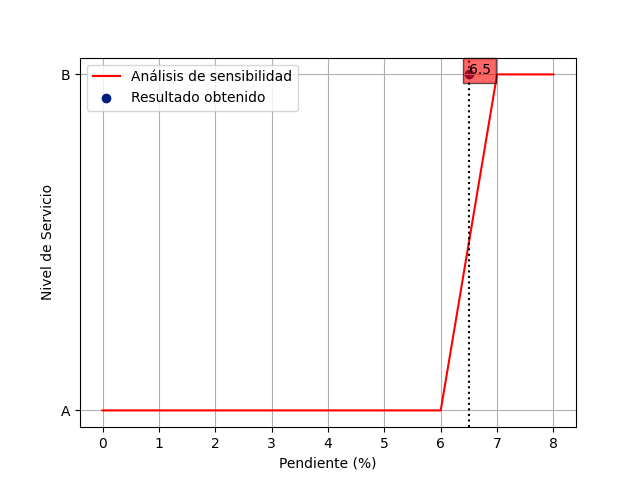 Análisis de sensibilidad
Resultado obtenido
6.5
B
A
Nivel de Servicio
0 1 2 3 4 5 6 7 8
Pendiente (%)